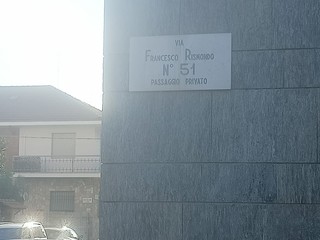 VIA
FRANCESCO RISMONDO
N° 51
PASSAGGIO PRIVATO